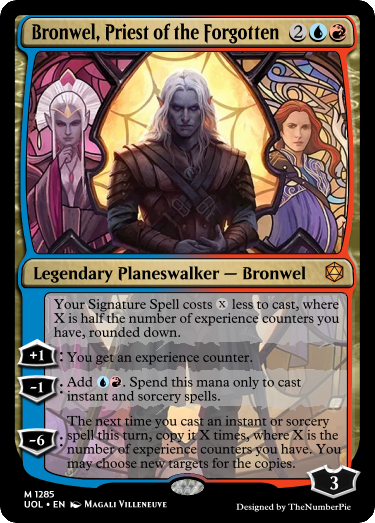 Bronwel, Priest of the Forgotten 2
Legendary Planeswalker — Bronwel
Your Signature Spell costs X less to cast, where
X is half the number of experience counters you
have, rounded down.
+1 : You get an experience counter.
-1 : Add . Spend this mana only to cast
instant and sorcery spells.
The next time you cast an instant or sorcery
-6 : spell this turn, copy it X times, where X is the
number of experience counters you have. You
may choose new targets for the copies.
3
M 1285
UOL • EN Magali Villeneuve
Designed by TheNumberPie